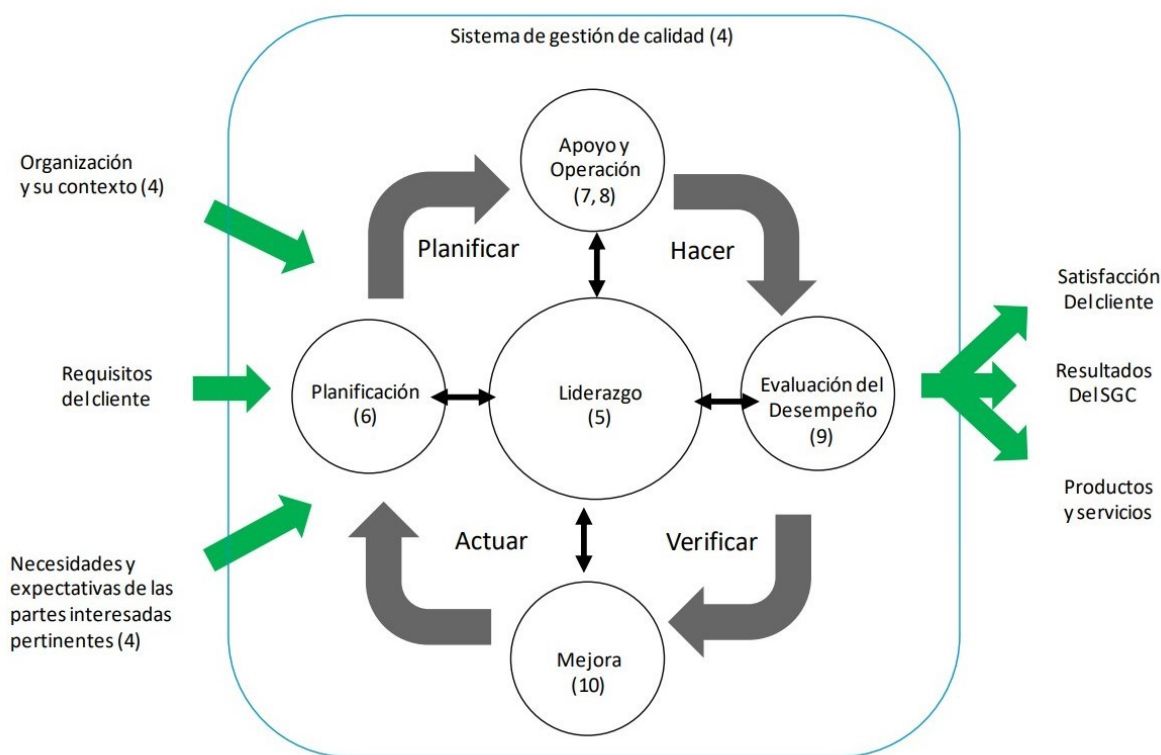 Sistema de gestión de calidad (4)
Organización
y su contexto (4)
Requisitos
del cliente
Necesidades y
expectativas de las
partes interesadas
pertinentes (4)
Apoyo y
Operación
(7, 8)
Planificar
Hacer
Planificación
(6)
Liderazgo
(5)
Evaluación del
Desempeño
(9)
Actuar
Verificar
Mejora
(10)
Satisfacción
Del cliente
Resultados
Del SGC
Productos
y servicios